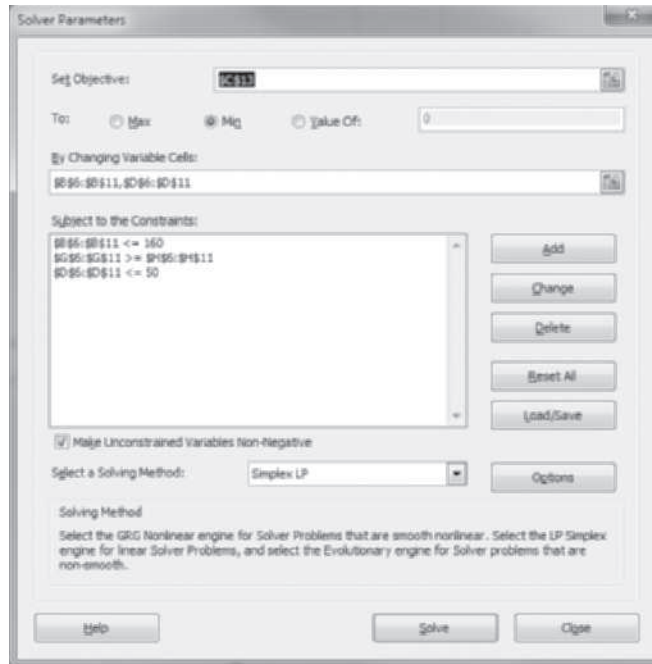 Solver Parameters
Set Objective:
$C$13
To:
Max
Min
Value Of:
0
By Changing Variable Cells:
$B$6:$B$11,$D$6:$D$11
Subject to the Constraints:
$B$6:$B$11 <= 160
$G$6:$G$11 >= $H$6:$H$11
$D$6:$D$11 <= 50
Add
Change
Delete
Reset All
Load/Save
Make Unconstrained Variables Non-Negative
Select a Solving Method:
Simplex LP
Options
Solving Method
Select the GRG Nonlinear engine for Solver Problems that are smooth nonlinear. Select the LP Simplex
engine for linear Solver Problems, and select the Evolutionary engine for Solver problems that are
non-smooth.
Help
Solve
Close